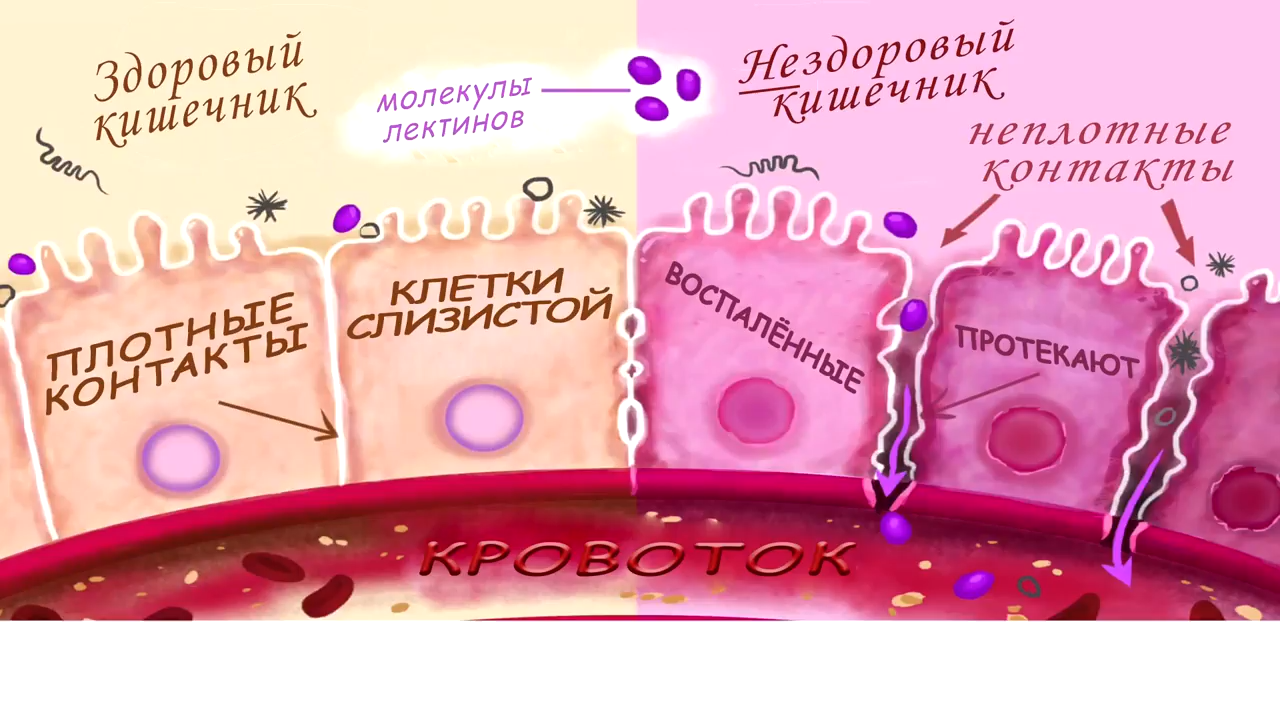 Здоровый
кишечник
молекулы
лектинов
Нездоровый
кишечник
неплотные
контакты
ПЛОТНЫЕ
КОНТАКТЫ
КЛЕТКИ
СЛИЗИСТОЙ
ВОСПАЛЁННЫЕ
ПРОТЕКАЮТ
КРОВОТОК